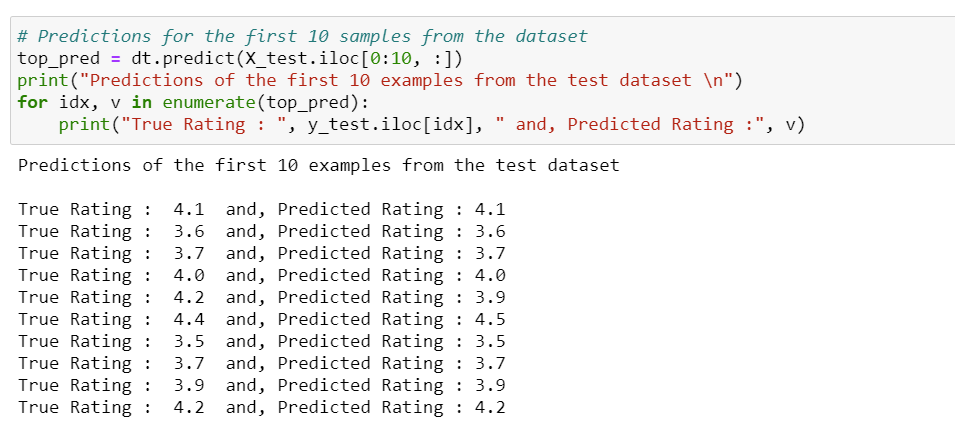 # Predictions for the first 10 samples from the dataset
top_pred = dt.predict(X_test.iloc[0:10, :])
print("Predictions of the first 10 examples from the test dataset \n")
for idx, v in enumerate(top_pred):
    print("True Rating : ", y_test.iloc[idx], " and, Predicted Rating :", v)
Predictions of the first 10 examples from the test dataset
True Rating :  4.1  and, Predicted Rating : 4.1
True Rating :  3.6  and, Predicted Rating : 3.6
True Rating :  3.7  and, Predicted Rating : 3.7
True Rating :  4.0  and, Predicted Rating : 4.0
True Rating :  4.2  and, Predicted Rating : 3.9
True Rating :  4.4  and, Predicted Rating : 4.5
True Rating :  3.5  and, Predicted Rating : 3.5
True Rating :  3.7  and, Predicted Rating : 3.7
True Rating :  3.9  and, Predicted Rating : 3.9
True Rating :  4.2  and, Predicted Rating : 4.2